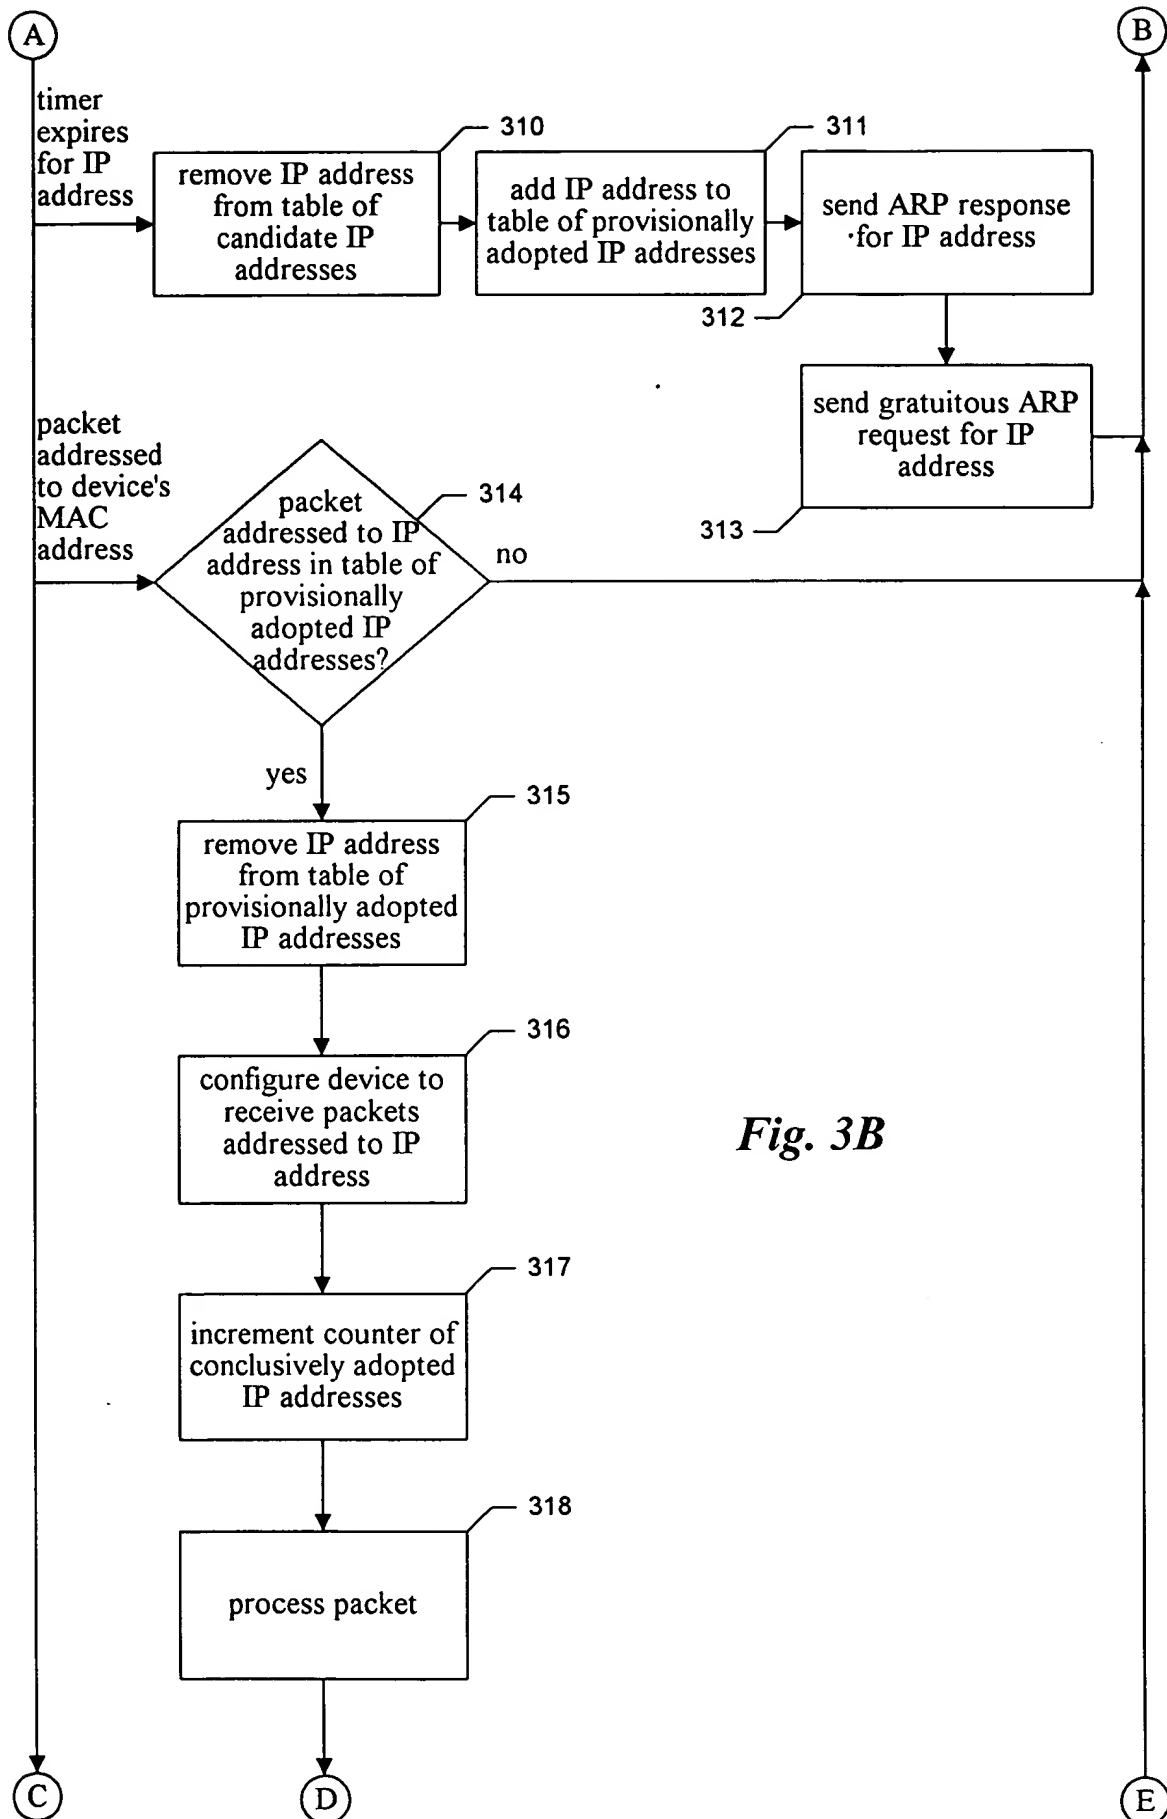 A
B
timer
expires
for IP
address
310
remove IP address
from table of
candidate IP
addresses
311
add IP address to
table of provisionally
adopted IP addresses
send ARP response
for IP address
312
send gratuitous ARP
request for IP
address
313
packet
addressed
to device's
MAC
address
314
packet
addressed to IP
address in table of
provisionally
adopted IP
addresses?
no
yes
315
remove IP address
from table of
provisionally adopted
IP addresses
316
configure device to
receive packets
addressed to IP
address
Fig. 3B
317
increment counter of
conclusively adopted
IP addresses
318
process packet
C
D
E